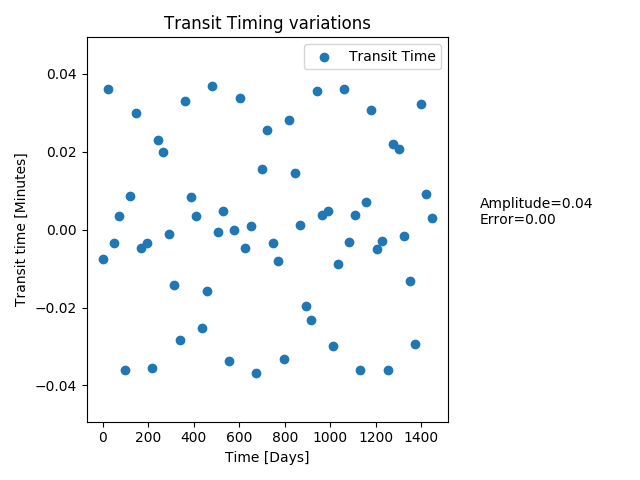 Transit Timing variations
Transit Time
0.04
0.02
0.00
−0.02
−0.04
Transit time [Minutes]
0 200 400 600 800 1000 1200 1400
Time [Days]
Amplitude=0.04
Error=0.00